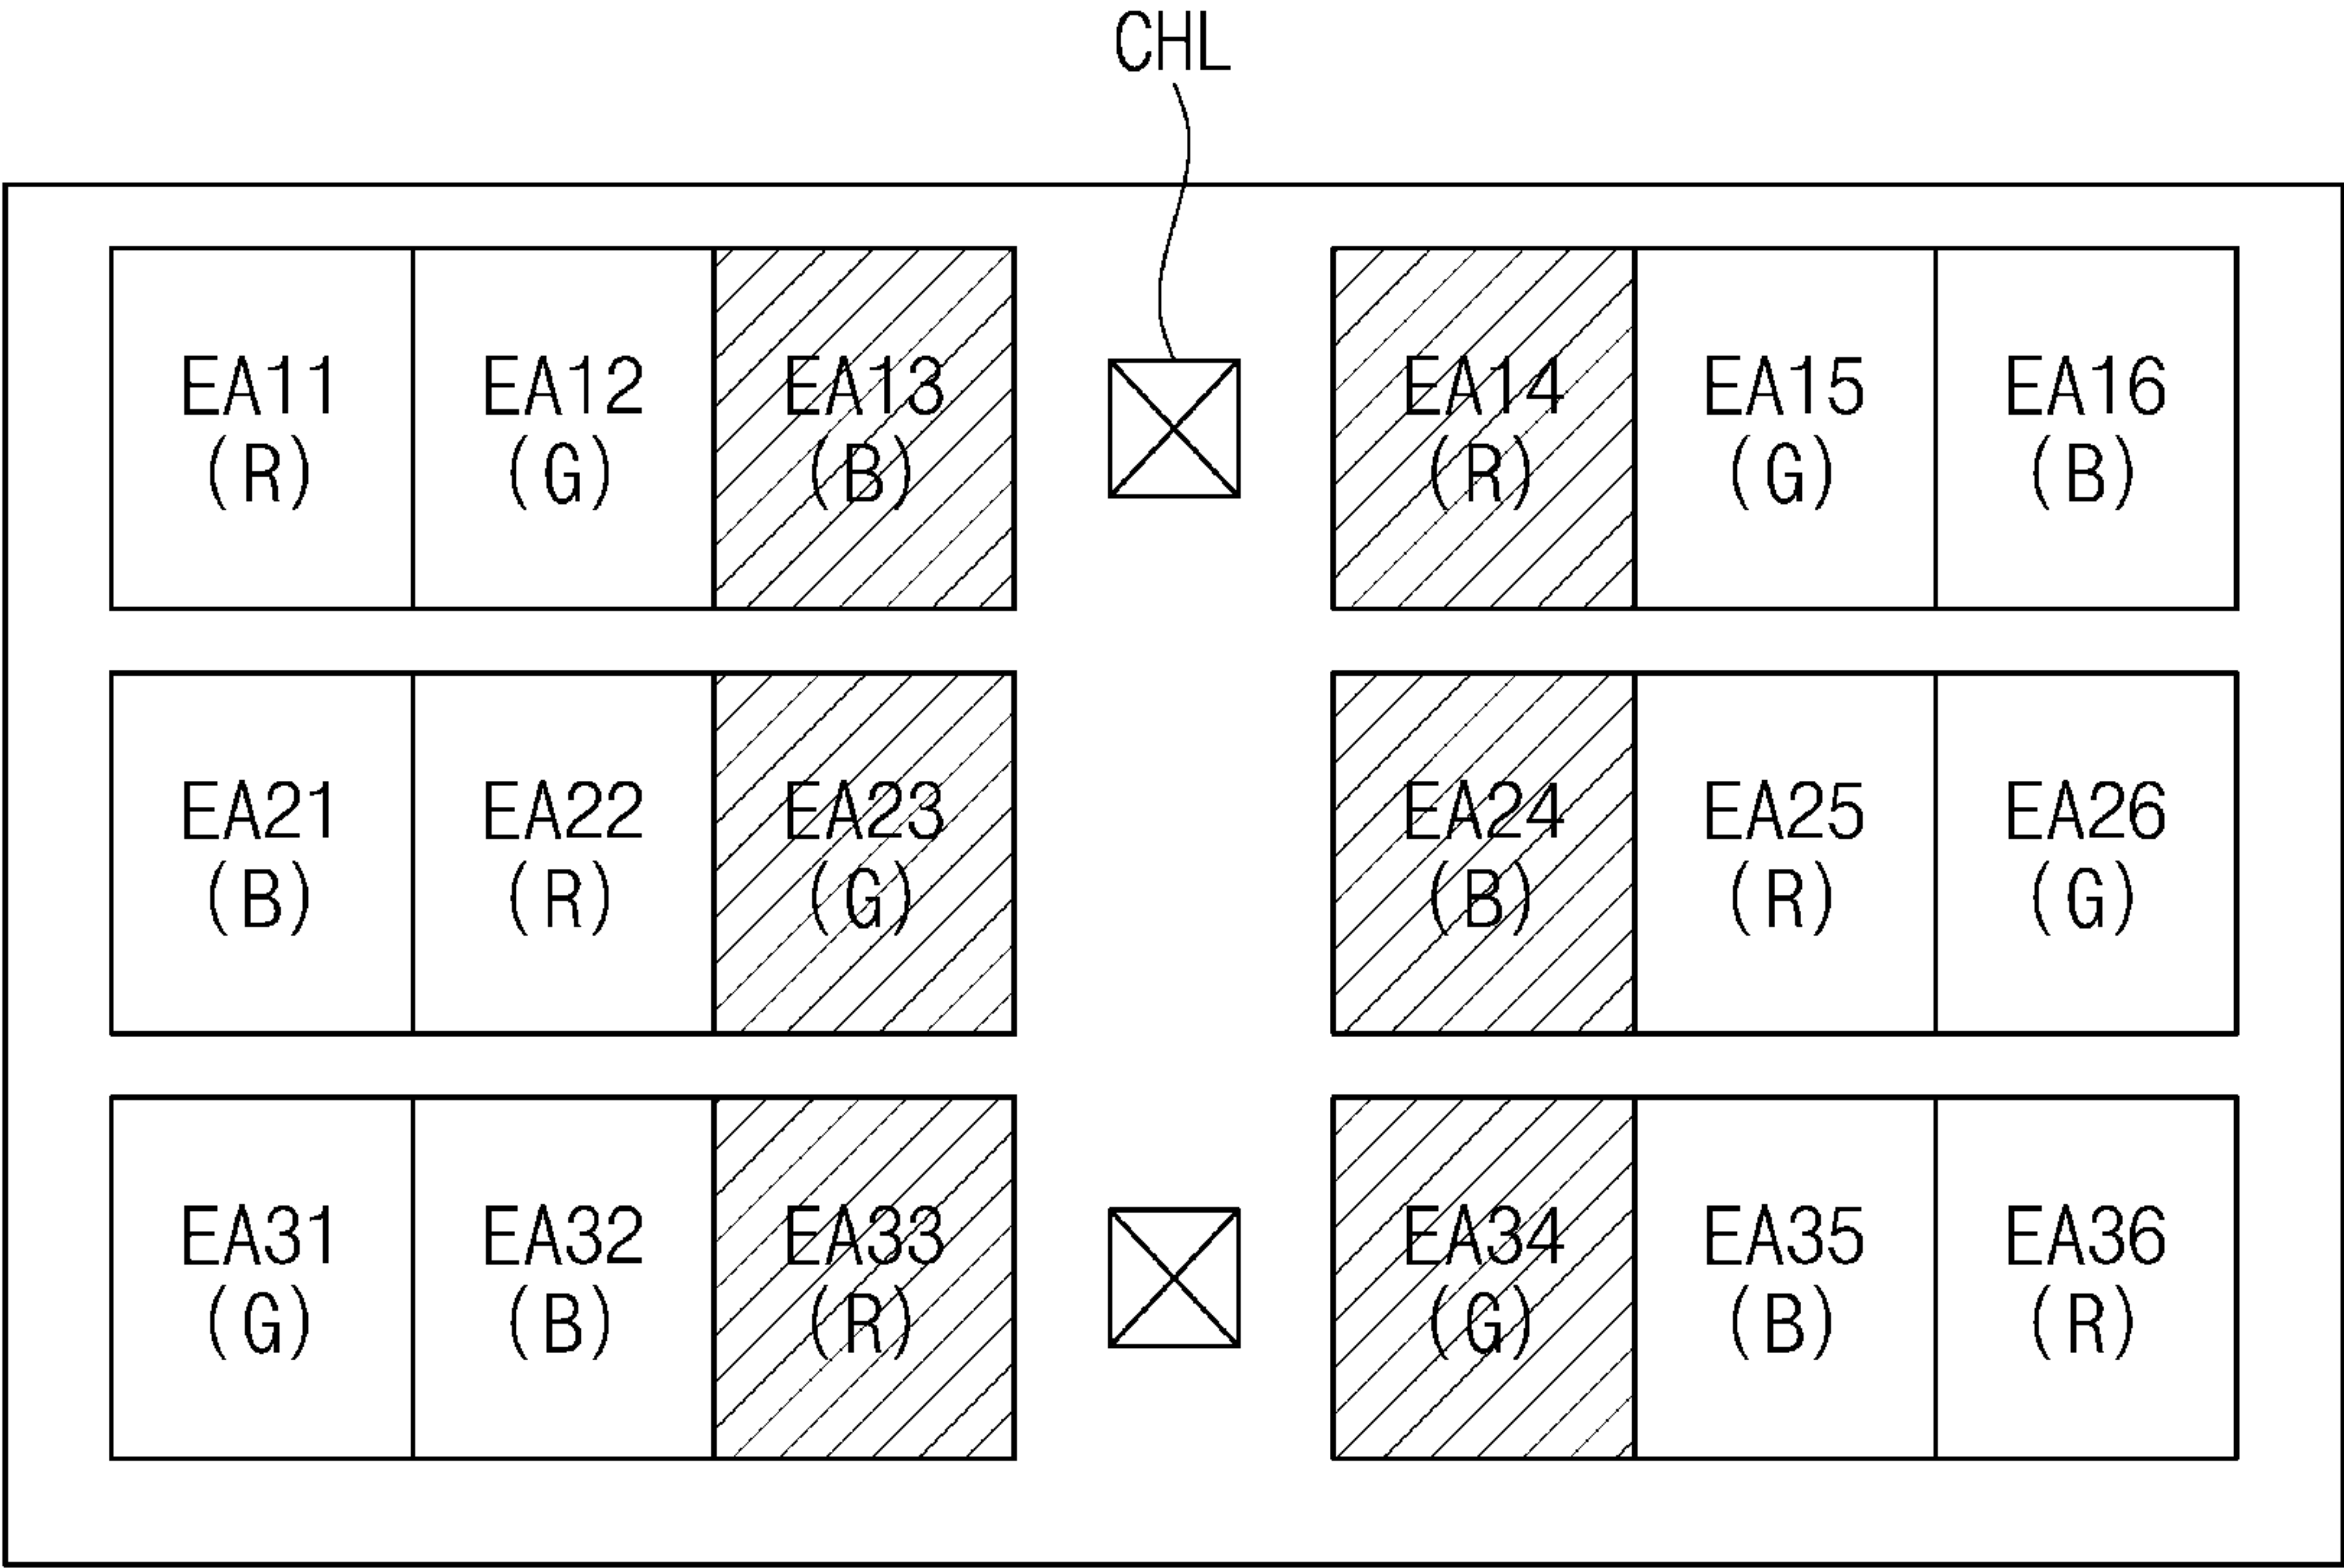 CHL
EA11 EA12 EA13 EA14 EA15 EA16
(R) (G) (B) (R) (G) (B)
EA21 EA22 EA23 EA24 EA25 EA26
(B) (R) (G) (B) (R) (G)
EA31 EA32 EA33 EA34 EA35 EA36
(G) (B) (R) (G) (B) (R)